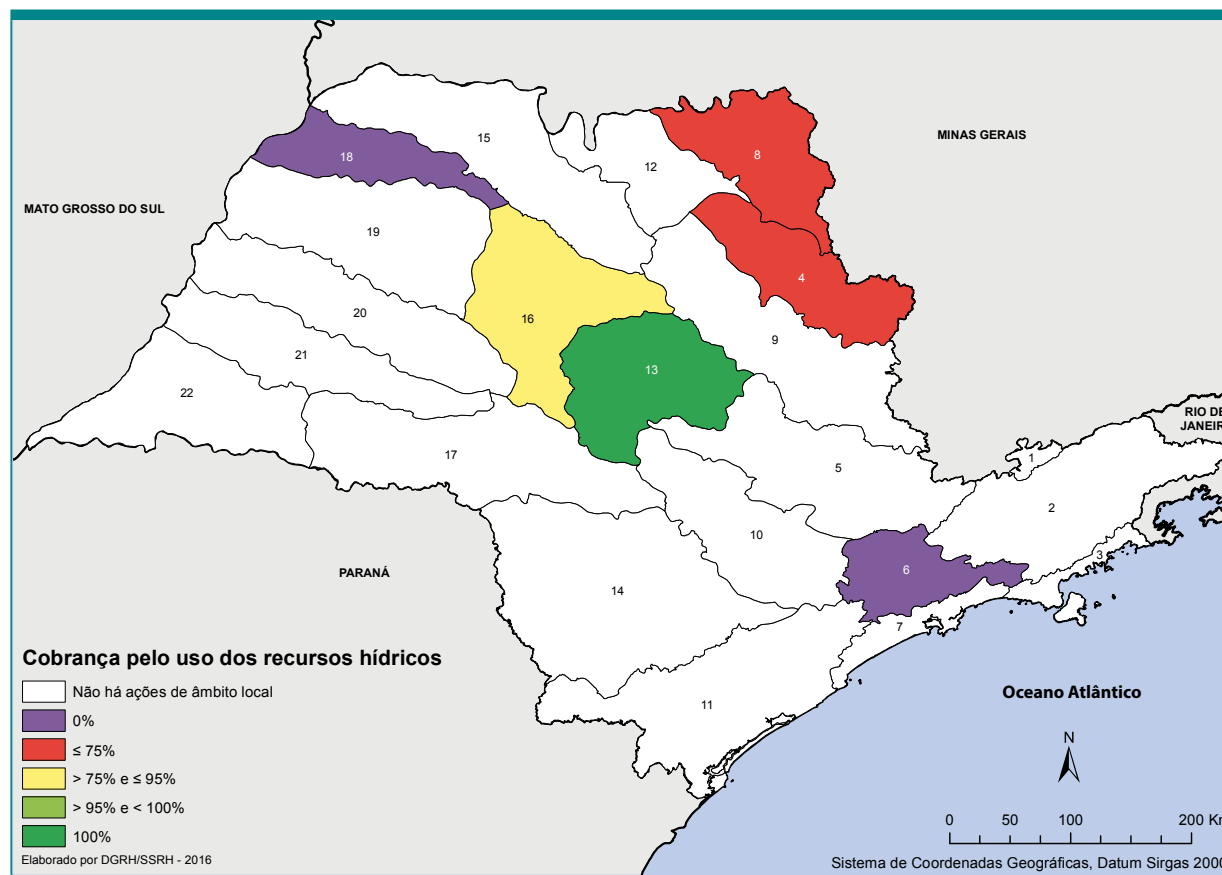 MINAS GERAIS
MATO GROSSO DO SUL
RIO DE
JANEIR
PARANÁ
15
18
12
8
19
4
16
20
9
13
21
22
17
5
1
2
3
10
6
14
7
11
Cobrança pelo uso dos recursos hídricos
Não há ações de âmbito local
0%
≤ 75%
> 75% e ≤ 95%
> 95% e < 100%
100%
Elaborado por DGRH/SSRH - 2016
Oceano Atlântico
N
0 50 100 200 Km
Sistema de Coordenadas Geográficas, Datum Sirgas 2000